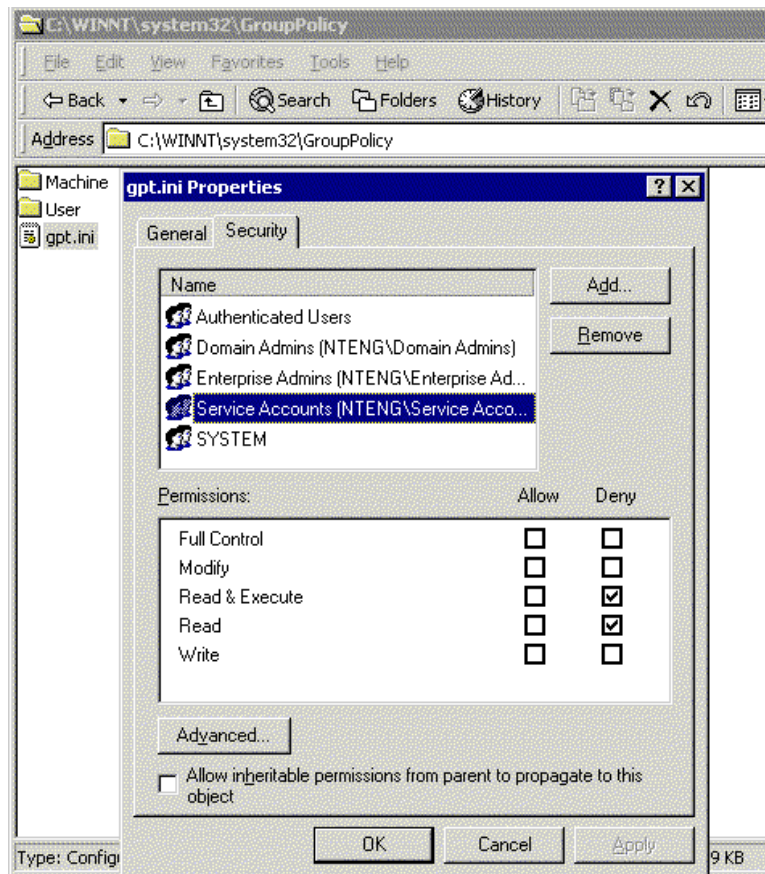 C:\WINNT\system32\GroupPolicy
File Edit View Favorites Tools Help
Back Search Folders History
Address C:\WINNT\system32\GroupPolicy
Machine
User
gpt.ini
gpt.ini Properties
General Security
Name
Add...
Authenticated Users
Domain Admins (NTENG\Domain Admins)
Remove
Enterprise Admins (NTENG\Enterprise Ad...
Service Accounts (NTENG\Service Acco...
SYSTEM
Permissions: Allow Deny
Full Control
Modify
Read & Execute
Read
Write
Advanced...
Allow inheritable permissions from parent to propagate to this
object
OK Cancel Apply
Type: Config 9 KB